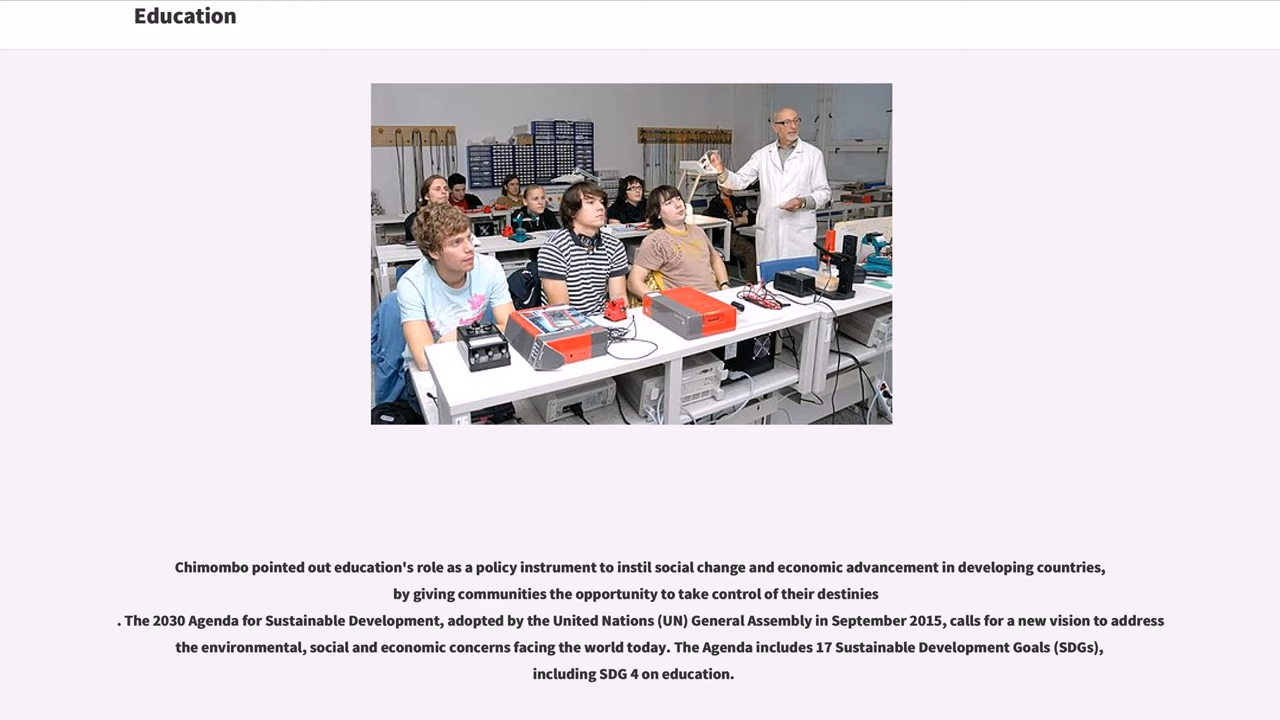 Education
Chimombo pointed out education's role as a policy instrument to instil social change and economic advancement in developing countries,
by giving communities the opportunity to take control of their destinies
. The 2030 Agenda for Sustainable Development, adopted by the United Nations (UN) General Assembly in September 2015, calls for a new vision to address
the environmental, social and economic concerns facing the world today. The Agenda includes 17 Sustainable Development Goals (SDGs),
including SDG 4 on education.